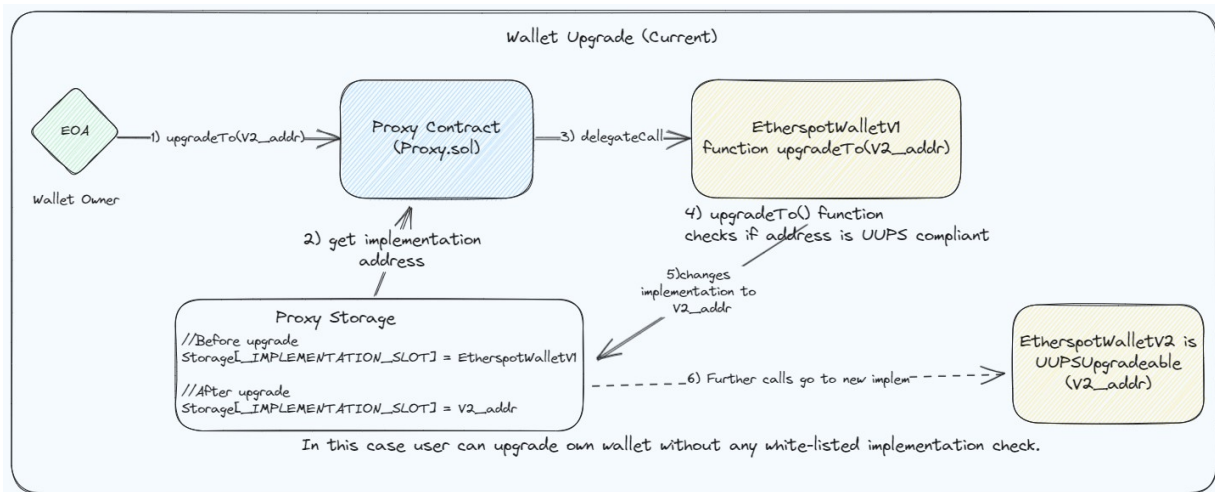 Wallet Upgrade (Current)
EOA
Wallet Owner
1) upgradeTo(V2_addr)
Proxy Contract
(Proxy.sol)
3) delegateCall
EtherspotWalletV1
function upgradeTo(V2_addr)
2) get implementation
address
4) upgradeTo() function
checks if address is UUPS compliant
5)changes
implementation to
V2_addr
Proxy Storage
//Before upgrade
Storage[_IMPLEMENTATION_SLOT] = EtherspotWalletV1
//After upgrade
Storage[_IMPLEMENTATION_SLOT] = V2_addr
6) Further calls go to new implem
EtherspotWalletV2 is
UUPSUpgradeable
(V2_addr)
In this case user can upgrade own wallet without any white-listed implementation check.